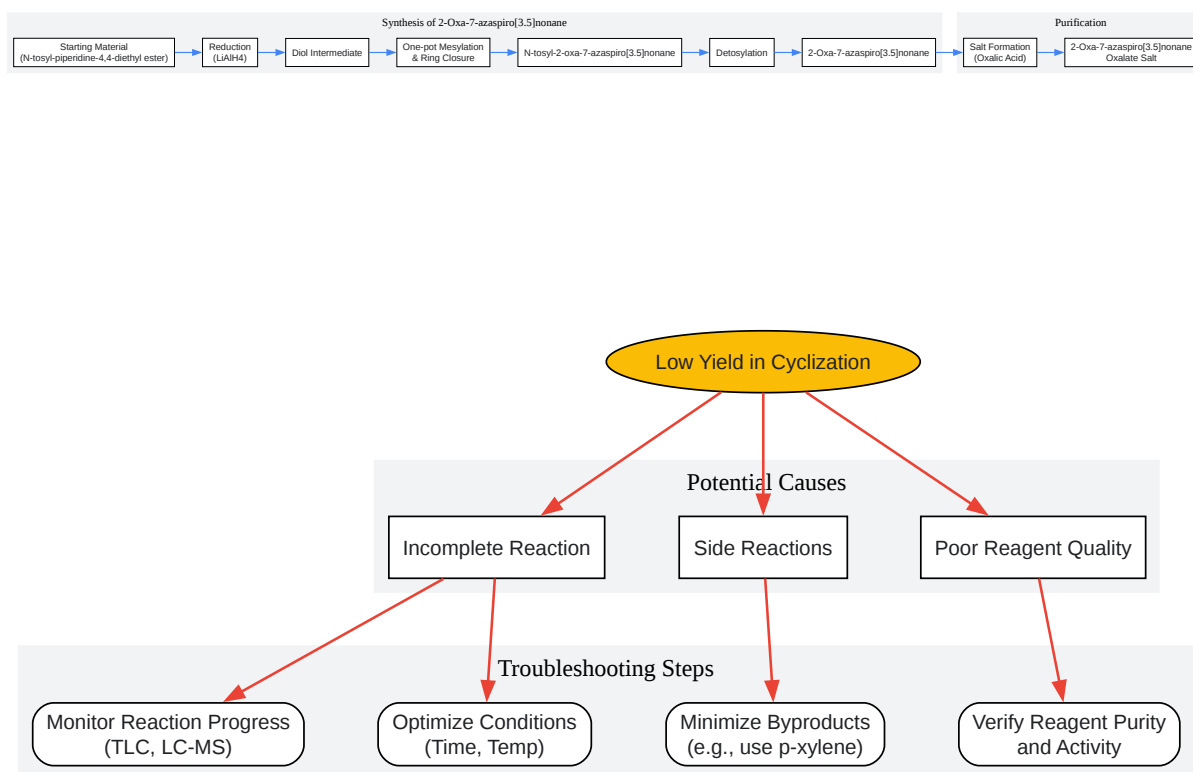 Synthesis of 2-Oxa-7-azaspiro[3.5]nonane
Purification
Starting Material
(N-tosyl-piperidine-4,4-diethyl ester)
Reduction
(LiAlH4)
Diol Intermediate
One-pot Mesylation
& Ring Closure
N-tosyl-2-oxa-7-azaspiro[3.5]nonane
Detosylation
2-Oxa-7-azaspiro[3.5]nonane
Salt Formation
(Oxalic Acid)
2-Oxa-7-azaspiro[3.5]nonane
Oxalate Salt
Low Yield in Cyclization
Potential Causes
Incomplete Reaction
Side Reactions
Poor Reagent Quality
Troubleshooting Steps
Monitor Reaction Progress
(TLC, LC-MS)
Optimize Conditions
(Time, Temp)
Minimize Byproducts
(e.g., use p-xylene)
Verify Reagent Purity
and Activity